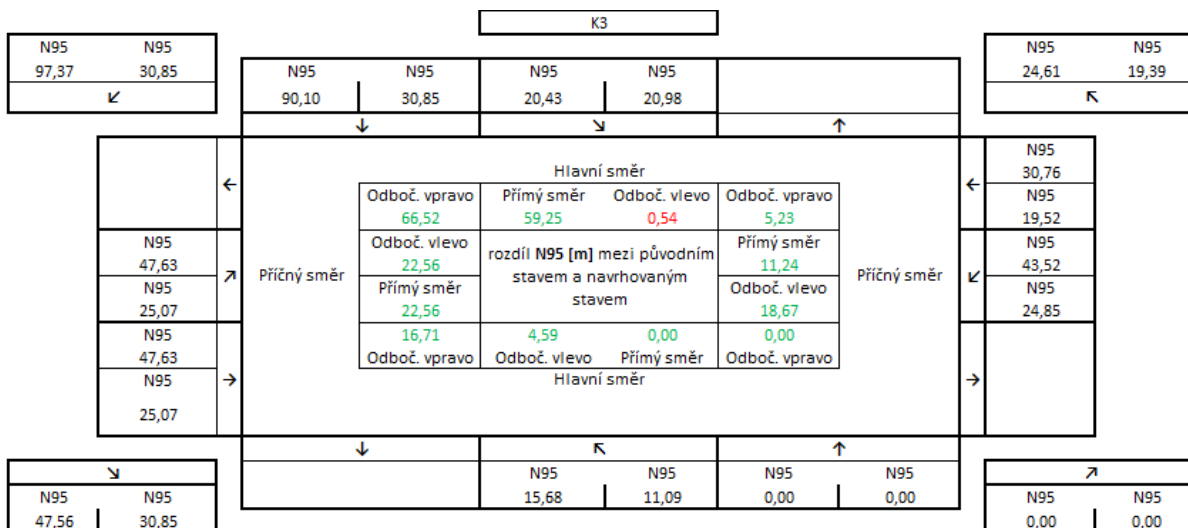 K3
N95 N95
97,37 30,85
↙
N95 N95
24,61 19,39
↖
N95 N95 N95 N95
90,10 30,85 20,43 20,98
↓ ↘ ↑
Hlavní směr
← ←
N95
30,76
N95
19,52
Odboč. vpravo Přímý směr Odboč. vlevo Odboč. vpravo
66,52 59,25 0,54 5,23
N95
47,63
N95
25,07
↗
Příčný směr
Odboč. vlevo
22,56
Přímý směr
22,56
rozdíl N95 [m] mezi původním
stavem a navrhovaným
stavem
Přímý směr
11,24
Odboč. vlevo
18,67
Příčný směr
↙
N95
43,52
N95
24,85
N95
47,63
N95
25,07
→
16,71 4,59 0,00 0,00
Odboč. vpravo Odboč. vlevo Přímý směr Odboč. vpravo
Hlavní směr
→
↓ ↖ ↑
N95 N95 N95 N95
15,68 11,09 0,00 0,00
↘
N95 N95
47,56 30,85
↗
N95 N95
0,00 0,00